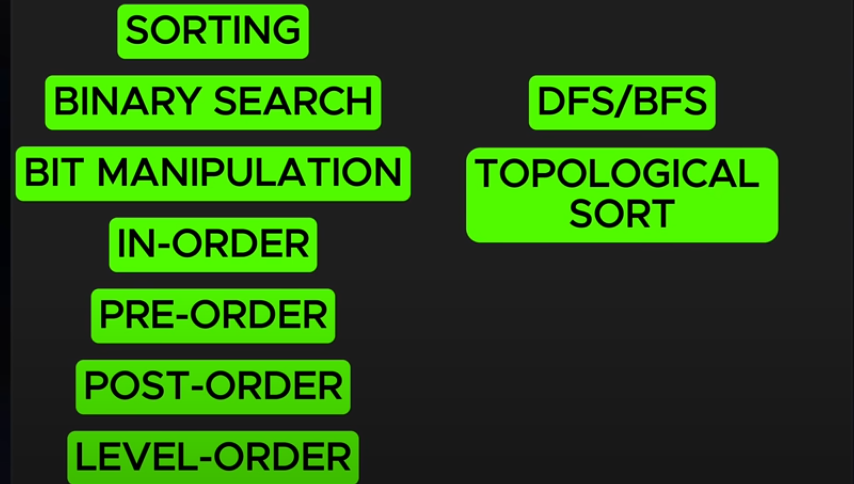 SORTING
BINARY SEARCH
BIT MANIPULATION
IN-ORDER
PRE-ORDER
POST-ORDER
LEVEL-ORDER
DFS/BFS
TOPOLOGICAL
SORT